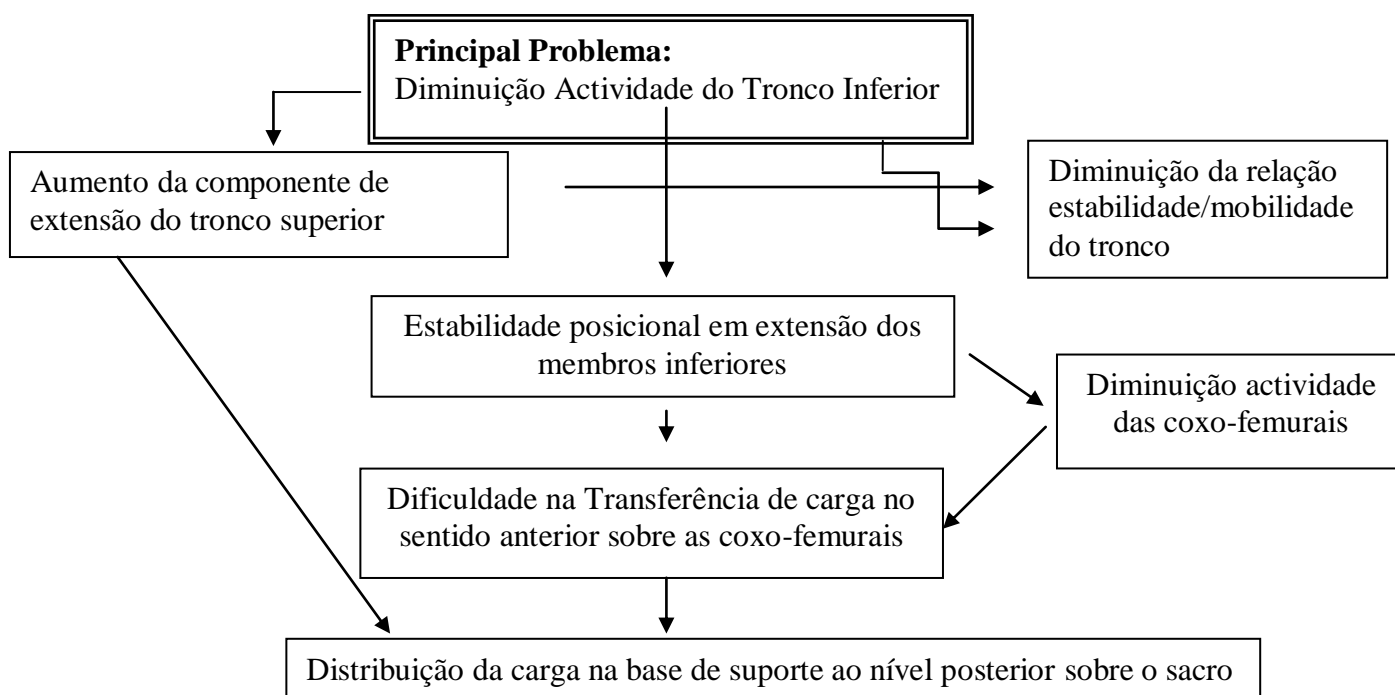 Principal Problema:
Diminuição Actividade do Tronco Inferior
Aumento da componente de
extensão do tronco superior
Diminuição da relação
estabilidade/mobilidade
do tronco
Estabilidade posicional em extensão dos
membros inferiores
Diminuição actividade
das coxo-femurais
Dificuldade na Transferência de carga no
sentido anterior sobre as coxo-femurais
Distribuição da carga na base de suporte ao nível posterior sobre o sacro